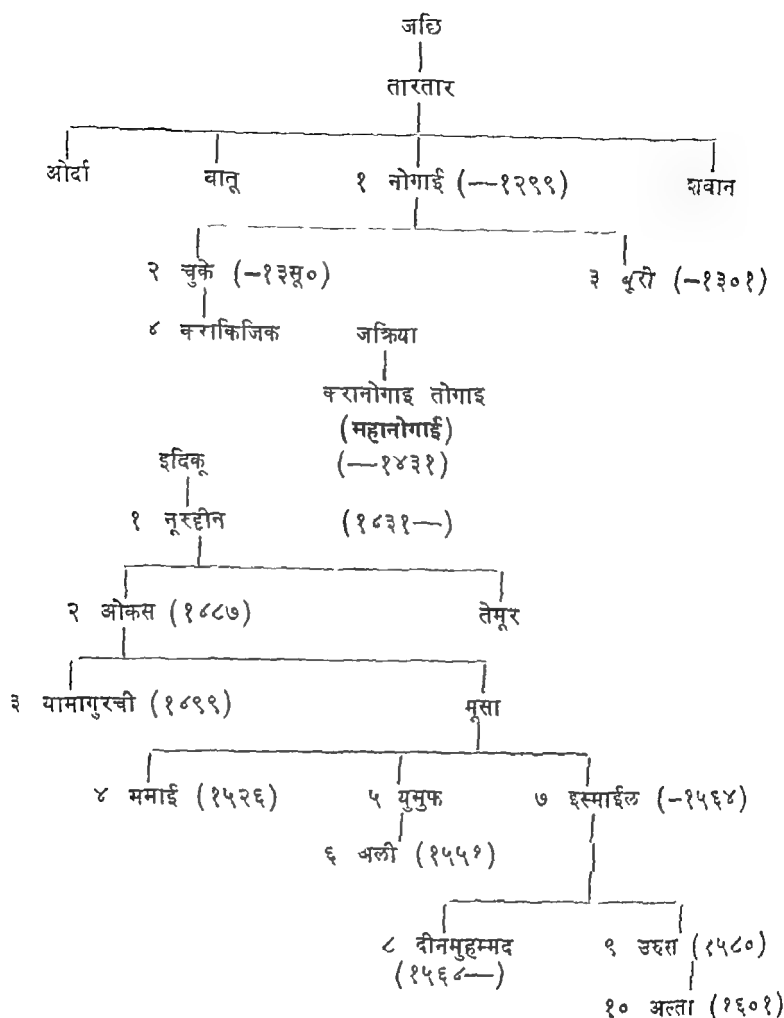 जछि
तारतार
ओर्दा वातू १ नोगाई (—१२९९) शवान
२ चुके (–१३सू०) ३ बूरी (–१३०१)
४ कराकिजिक जक्रिया
करानोगाइ तोगाइ
(महानोगाई)
इदिकू (—१४३१)
१ नूरुद्दीन (१४३१—)
२ ओकस (१४८७) तेमूर
३ यामागुरची (१४९९) मूसा
४ ममाई (१५२६) ५ युमुफ ७ इस्माईल (–१५६४)
६ अली (१५५१)
८ दीनमुहम्मद ९ उरुस (१५८०)
(१५६४—)
१० अल्ता (१६०१)